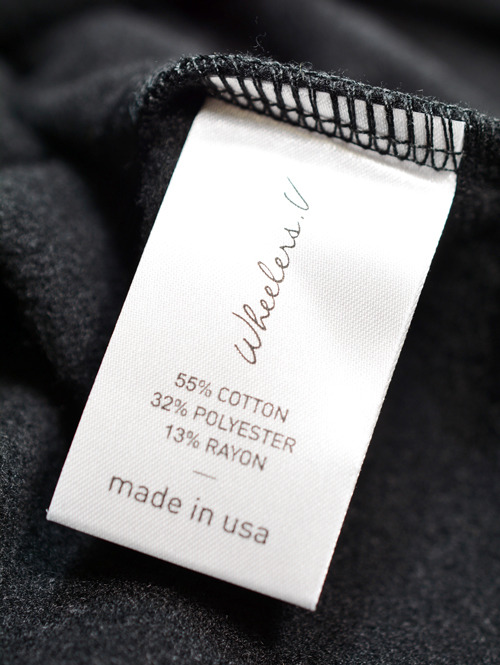 Wheelers.V
55% COTTON
32% POLYESTER
13% RAYON
made in usa